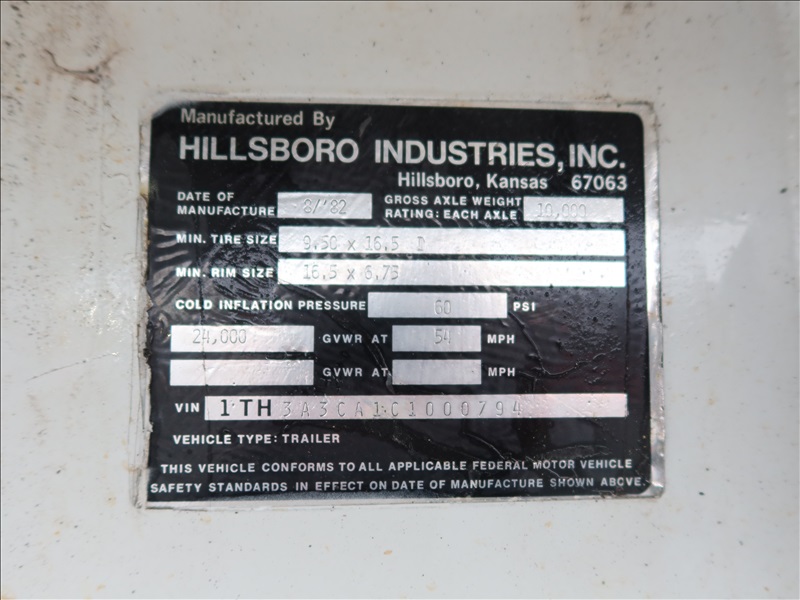 Manufactured By
HILLSBORO INDUSTRIES, INC.
Hillsboro, Kansas 67063
DATE OF MANUFACTURE 8/'82 GROSS AXLE WEIGHT RATING: EACH AXLE 10,000
MIN. TIRE SIZE 9.50 x 16.5 D
MIN. RIM SIZE 16.5 x 6.75
COLD INFLATION PRESSURE 60 PSI
24,000 GVWR AT 54 MPH
GVWR AT MPH
VIN 1TH3A3CA1C1000794
VEHICLE TYPE: TRAILER
THIS VEHICLE CONFORMS TO ALL APPLICABLE FEDERAL MOTOR VEHICLE
SAFETY STANDARDS IN EFFECT ON DATE OF MANUFACTURE SHOWN ABOVE.